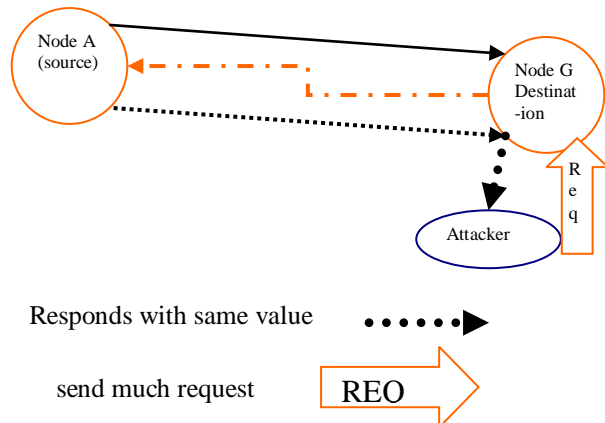 Node A
(source)
Node G
Destinat
-ion
R
e
q
Attacker
Responds with same value
send much request
REO